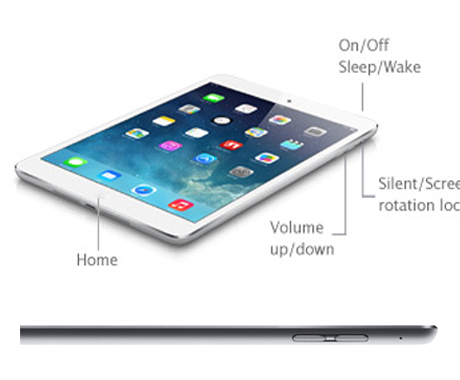 On/Off
Sleep/Wake
Silent/Scree
rotation loc
Volume
up/down
Home